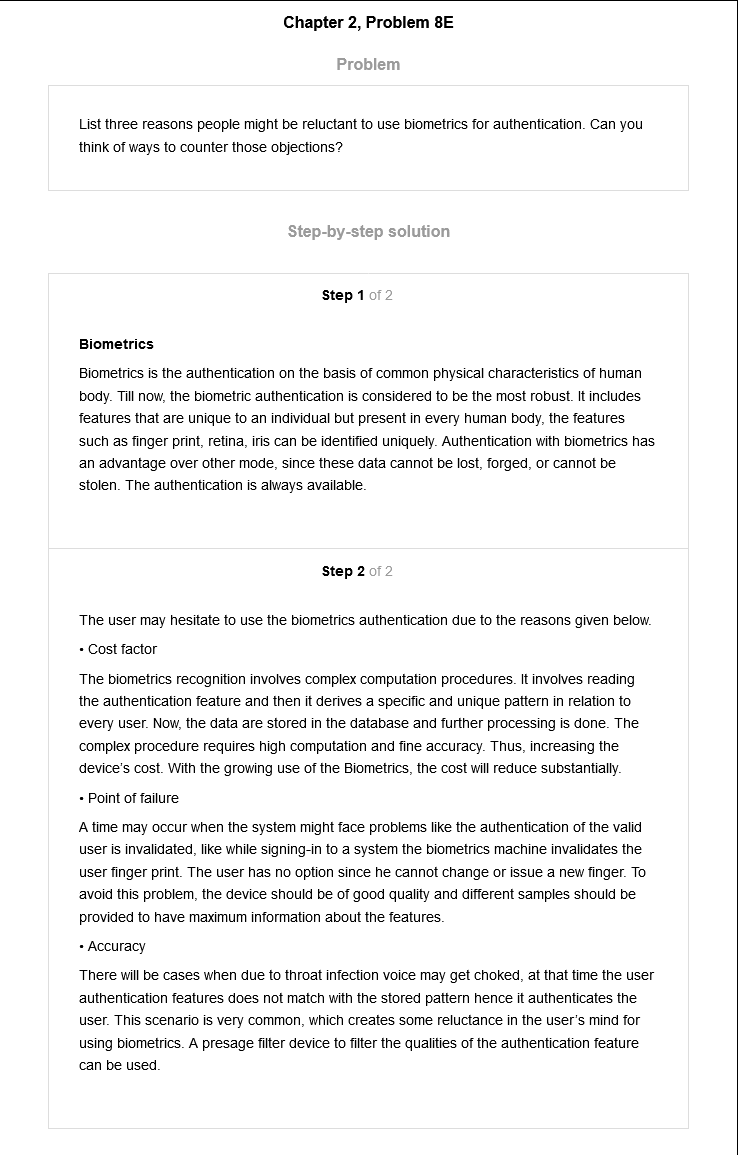 Chapter 2, Problem 8E
Problem
List three reasons people might be reluctant to use biometrics for authentication. Can you
think of ways to counter those objections?
Step-by-step solution
Step 1 of 2
Biometrics
Biometrics is the authentication on the basis of common physical characteristics of human
body. Till now, the biometric authentication is considered to be the most robust. It includes
features that are unique to an individual but present in every human body, the features
such as finger print, retina, iris can be identified uniquely. Authentication with biometrics has
an advantage over other mode, since these data cannot be lost, forged, or cannot be
stolen. The authentication is always available.
Step 2 of 2
The user may hesitate to use the biometrics authentication due to the reasons given below.
• Cost factor
The biometrics recognition involves complex computation procedures. It involves reading
the authentication feature and then it derives a specific and unique pattern in relation to
every user. Now, the data are stored in the database and further processing is done. The
complex procedure requires high computation and fine accuracy. Thus, increasing the
device's cost. With the growing use of the Biometrics, the cost will reduce substantially.
• Point of failure
A time may occur when the system might face problems like the authentication of the valid
user is invalidated, like while signing-in to a system the biometrics machine invalidates the
user finger print. The user has no option since he cannot change or issue a new finger. To
avoid this problem, the device should be of good quality and different samples should be
provided to have maximum information about the features.
• Accuracy
There will be cases when due to throat infection voice may get choked, at that time the user
authentication features does not match with the stored pattern hence it authenticates the
user. This scenario is very common, which creates some reluctance in the user's mind for
using biometrics. A presage filter device to filter the qualities of the authentication feature
can be used.